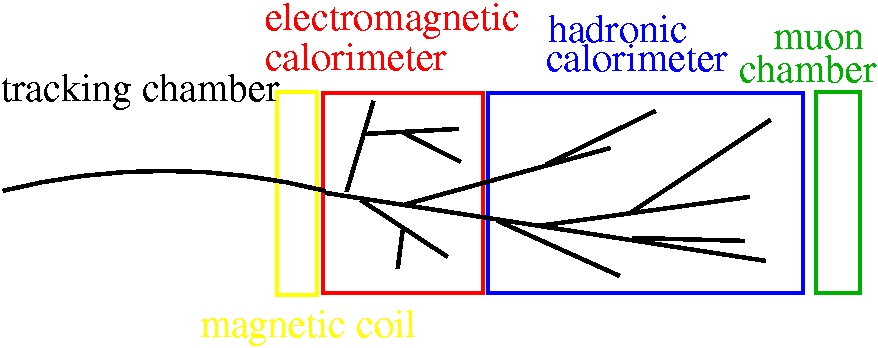 electromagnetic
calorimeter
hadronic
calorimeter
muon
chamber
tracking chamber
magnetic coil